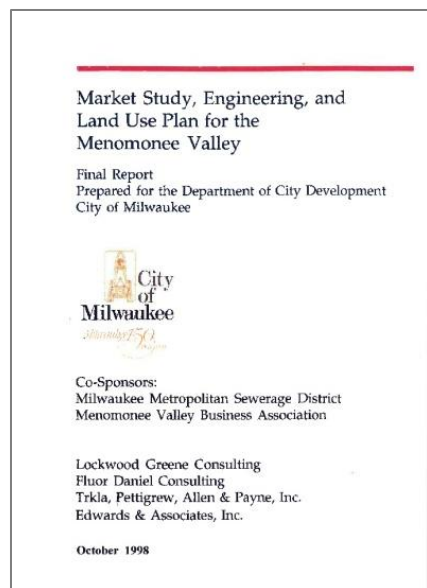 Market Study, Engineering, and
Land Use Plan for the
Menomonee Valley
Final Report
Prepared for the Department of City Development
City of Milwaukee
City
of
Milwaukee
Milwaukee 150
Co-Sponsors:
Milwaukee Metropolitan Sewerage District
Menomonee Valley Business Association
Lockwood Greene Consulting
Fluor Daniel Consulting
Trkla, Pettigrew, Allen & Payne, Inc.
Edwards & Associates, Inc.
October 1998